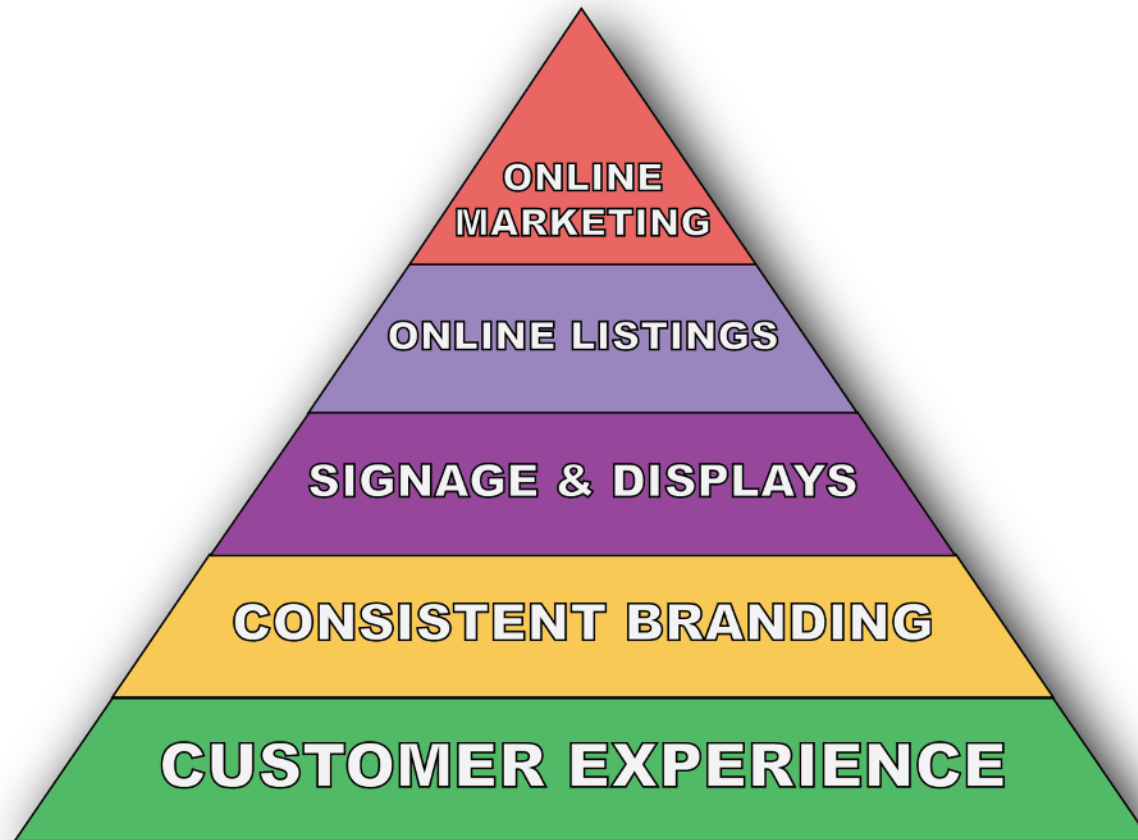 ONLINE
MARKETING
ONLINE LISTINGS
SIGNAGE & DISPLAYS
CONSISTENT BRANDING
CUSTOMER EXPERIENCE